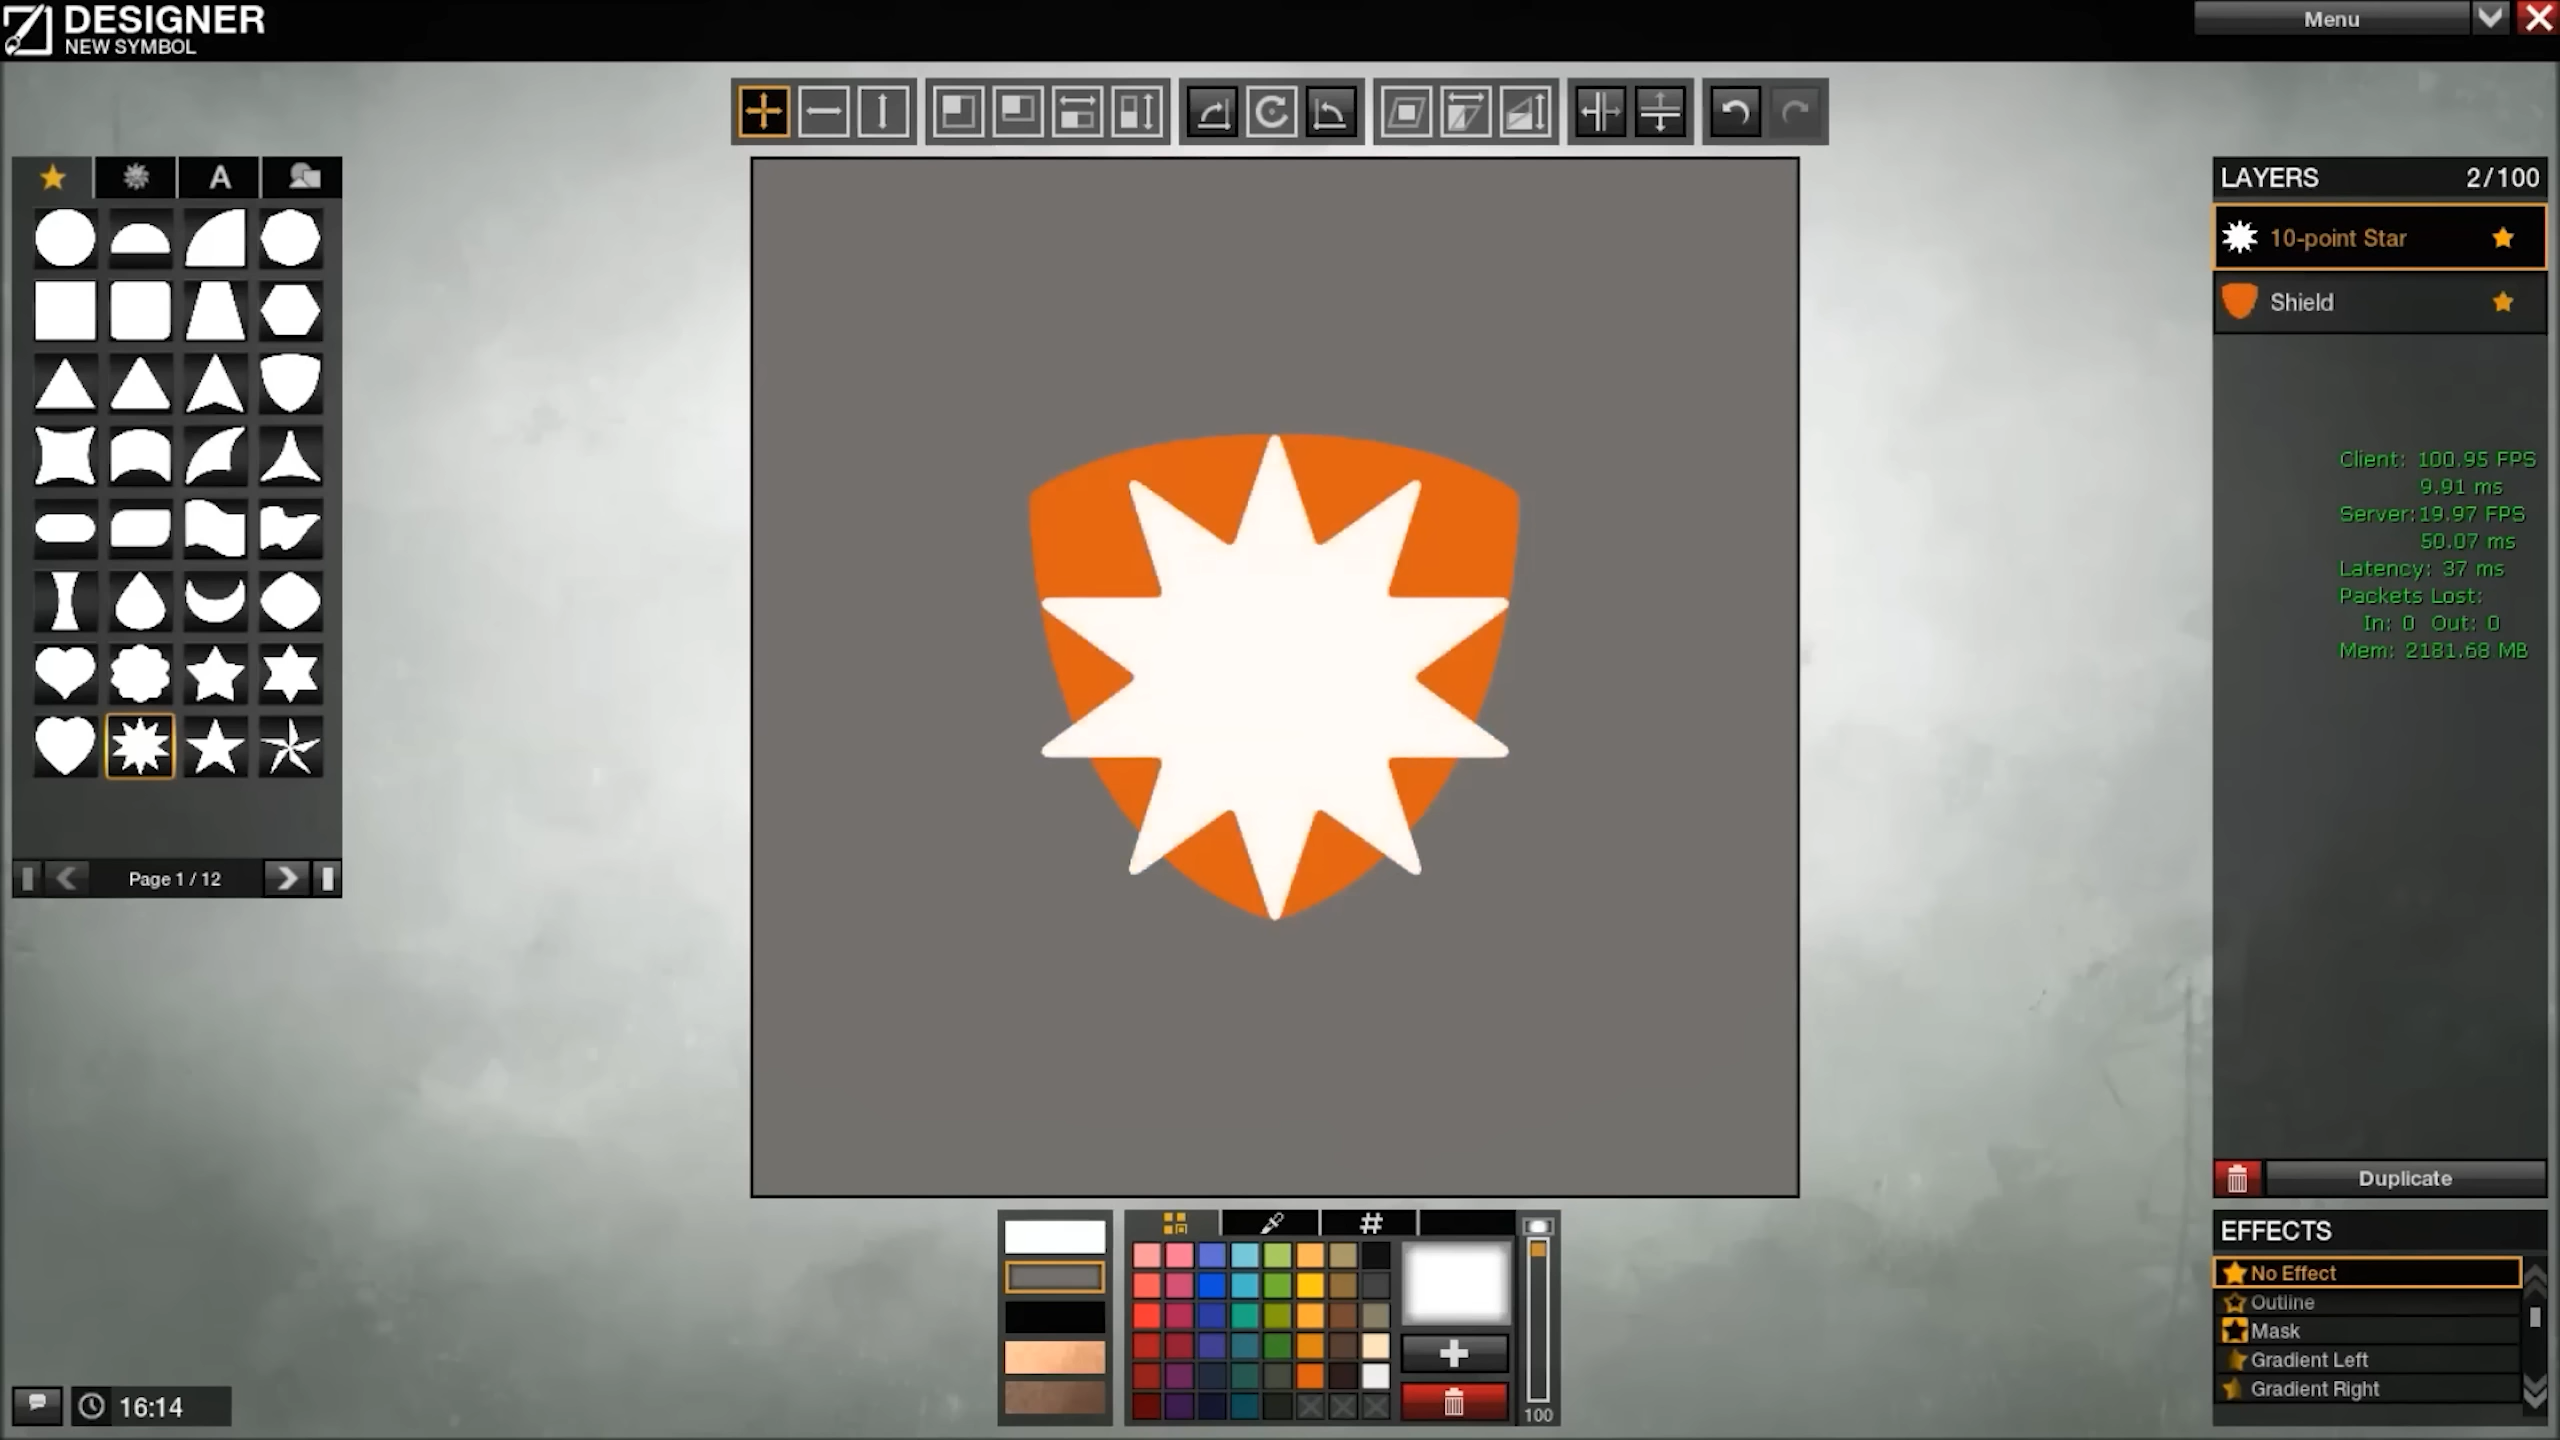 DESIGNER
NEW SYMBOL
Menu
A
Page 1 / 12
LAYERS 2/100
10-point Star
Shield
Client: 100.95 FPS
9.91 ms
Server:19.97 FPS
50.07 ms
Latency: 37 ms
Packets Lost:
In: 0 Out: 0
Mem: 2181.68 MB
Duplicate
#
100
EFFECTS
No Effect
Outline
Mask
Gradient Left
Gradient Right
16:14